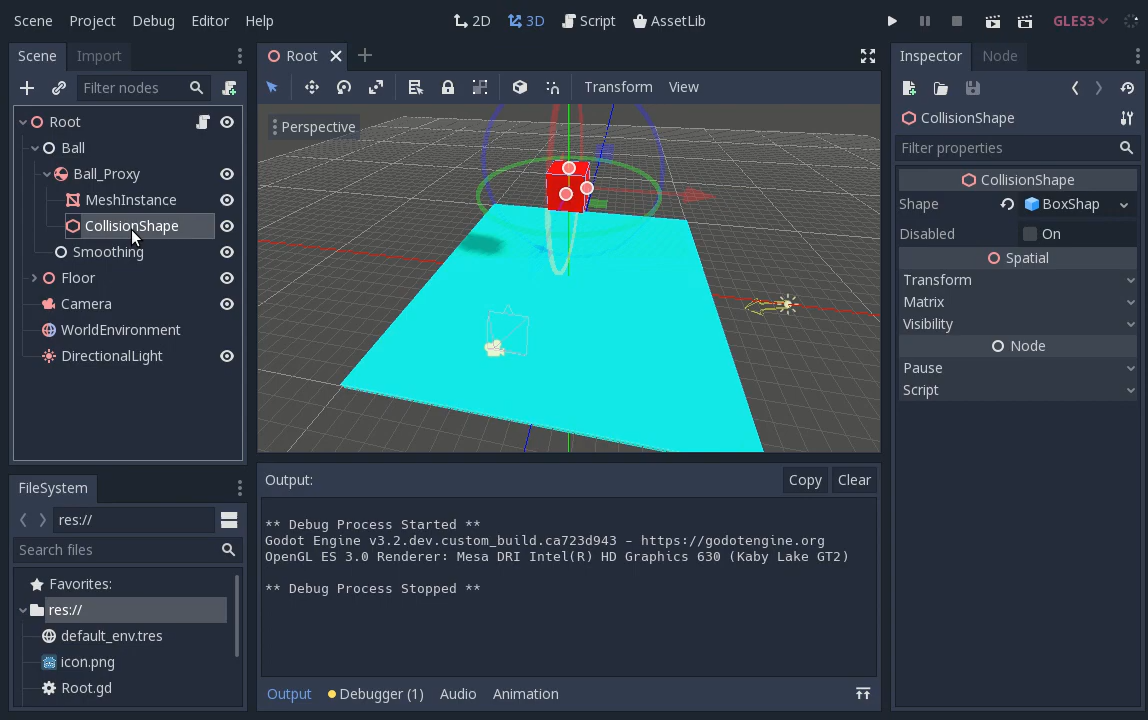 Scene Project Debug Editor Help 2D 3D Script AssetLib GLES3
Scene Import
Filter nodes
Root
Ball
Ball_Proxy
MeshInstance
CollisionShape
Smoothing
Floor
Camera
WorldEnvironment
DirectionalLight
FileSystem
res://
Search files
Favorites:
res://
default_env.tres
icon.png
Root.gd
Root
Transform View
Perspective
Output: Copy Clear
** Debug Process Started **
Godot Engine v3.2.dev.custom_build.ca723d943 - https://godotengine.org
OpenGL ES 3.0 Renderer: Mesa DRI Intel(R) HD Graphics 630 (Kaby Lake GT2)
** Debug Process Stopped **
Output Debugger (1) Audio Animation
Inspector Node
CollisionShape
Filter properties
CollisionShape
Shape BoxShap
Disabled On
Spatial
Transform
Matrix
Visibility
Node
Pause
Script